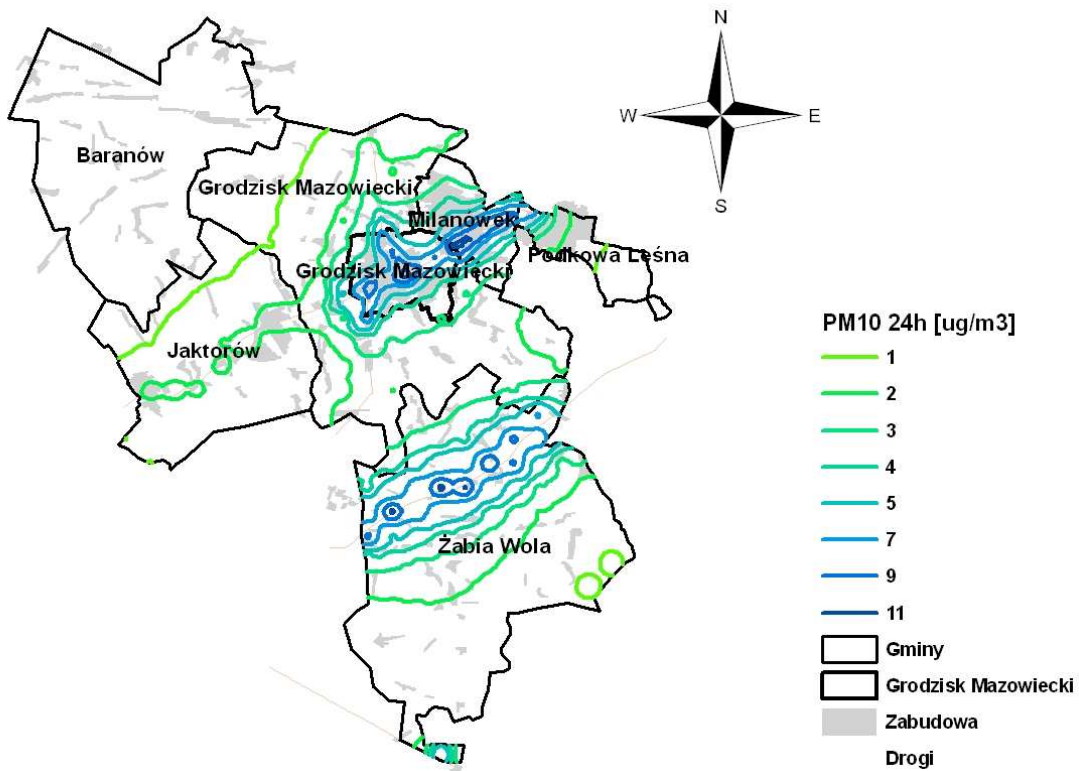 N
W
E
S
Baranów
Grodzisk Mazowiecki
Milanówek
Podkowa Leśna
Grodzisk Mazowiecki
Jaktorów
Żabia Wola
PM10 24h [ug/m3]
1
2
3
4
5
7
9
11
Gminy
Grodzisk Mazowiecki
Zabudowa
Drogi